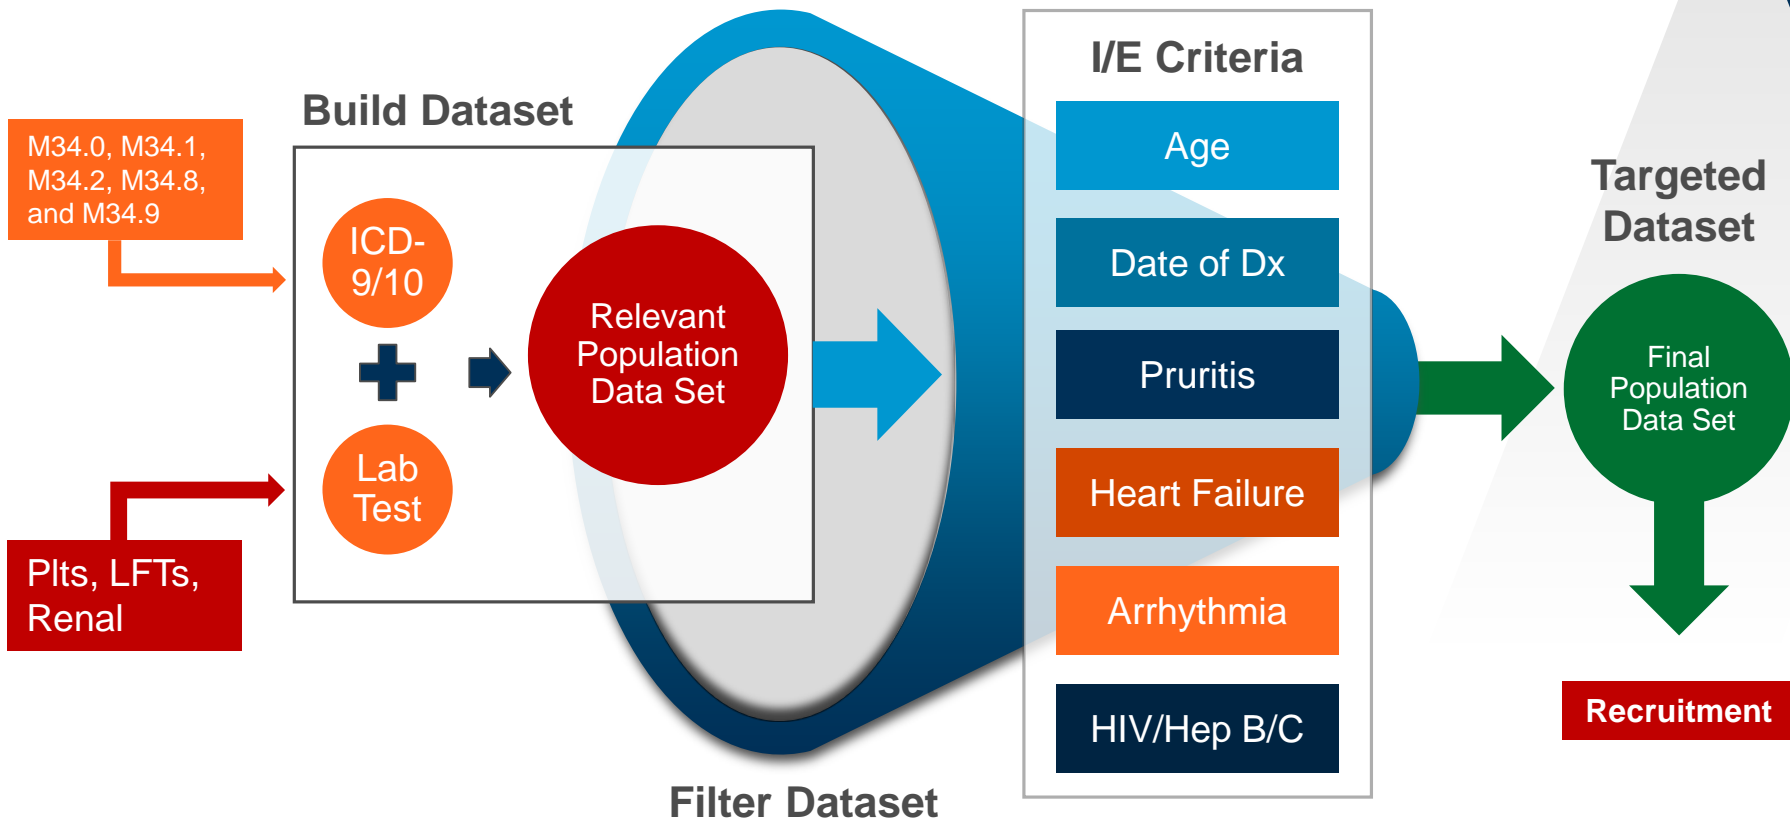 Build Dataset
M34.0, M34.1,
M34.2, M34.8,
and M34.9
ICD-
9/10
Lab
Test
Plts, LFTs,
Renal
Relevant
Population
Data Set
Filter Dataset
I/E Criteria
Age
Date of Dx
Pruritis
Heart Failure
Arrhythmia
HIV/Hep B/C
Targeted
Dataset
Final
Population
Data Set
Recruitment